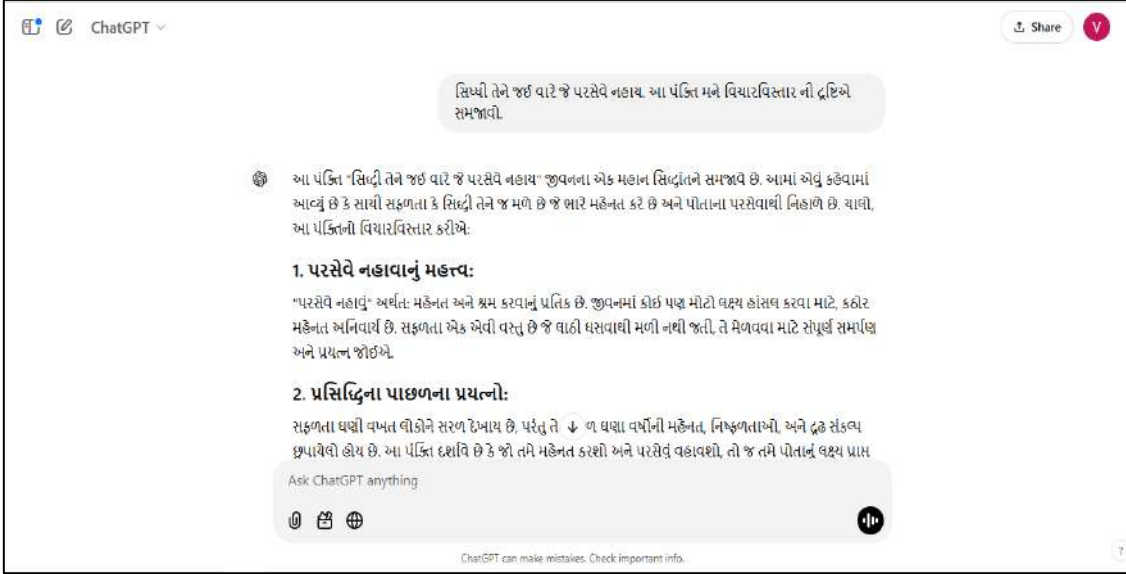 ChatGPT
Share
V
સિધ્ધી તેને જઈ વારે જે પરસેવે નહાય. આ પંક્તિ મને વિચારવિસ્તાર ની દ્રષ્ટિએ
સમજાવો.
આ પંક્તિ "સિદ્ધી તેને જઈ વારે જે પરસેવે નહાય" જીવનના એક મહાન સિદ્ધાંતને સમજાવે છે. આમાં એવું કહેવામાં
આવ્યું છે કે સાચી સફળતા કે સિદ્ધી તેને જ મળે છે જે ભારે મહેનત કરે છે અને પોતાના પરસેવાથી નિહાળે છે. ચાલો,
આ પંક્તિનો વિચારવિસ્તાર કરીએ:
1. પરસેવે નહાવાનું મહત્ત્વ:
"પરસેવે નહાવું" અર્થત: મહેનત અને શ્રમ કરવાનું પ્રતિક છે. જીવનમાં કોઈ પણ મોટો લક્ષ્ય હાંસલ કરવા માટે, કઠોર
મહેનત અનિવાર્ય છે. સફળતા એક એવી વસ્તુ છે જે લાઠી ઘસવાથી મળી નથી જતી, તે મેળવવા માટે સંપૂર્ણ સમર્પણ
અને પ્રયત્ન જોઈએ.
2. પ્રસિદ્ધિના પાછળના પ્રયત્નો:
સફળતા ઘણી વખત લોકોને સરળ દેખાય છે, પરંતુ તે ળ ઘણા વર્ષોની મહેનત, નિષ્ફળતાઓ, અને દ્રઢ સંકલ્પ
છુપાયેલો હોય છે. આ પંક્તિ દર્શાવે છે કે જો તમે મહેનત કરશો અને પરસેવું વહાવશો, તો જ તમે પોતાનું લક્ષ્ય પ્રાપ્ત
Ask ChatGPT anything
ChatGPT can make mistakes. Check important info.
?